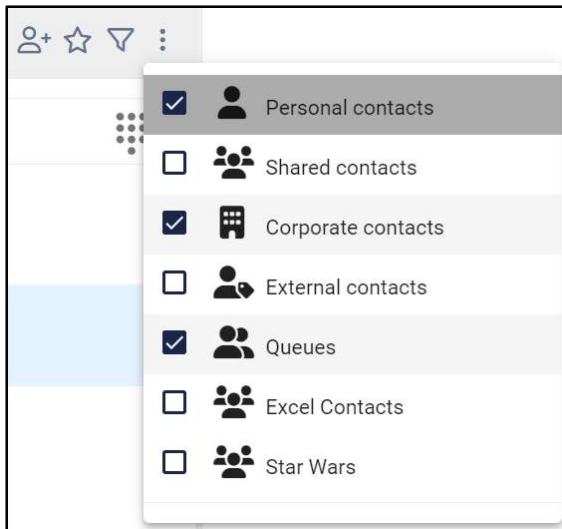 Personal contacts
Shared contacts
Corporate contacts
External contacts
Queues
Excel Contacts
Star Wars